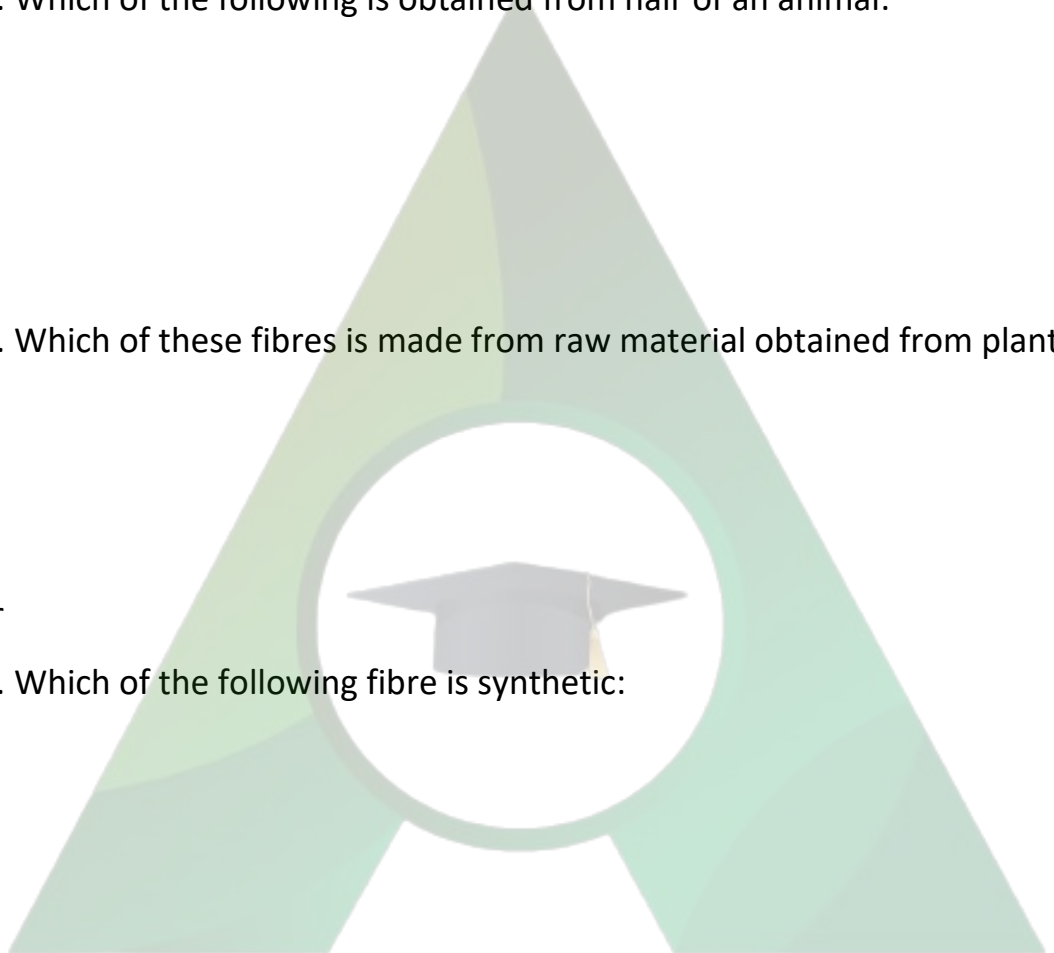 . Which of the following is obtained from hair of an animal:
. Which of these fibres is made from raw material obtained from plant
. Which of the following fibre is synthetic: